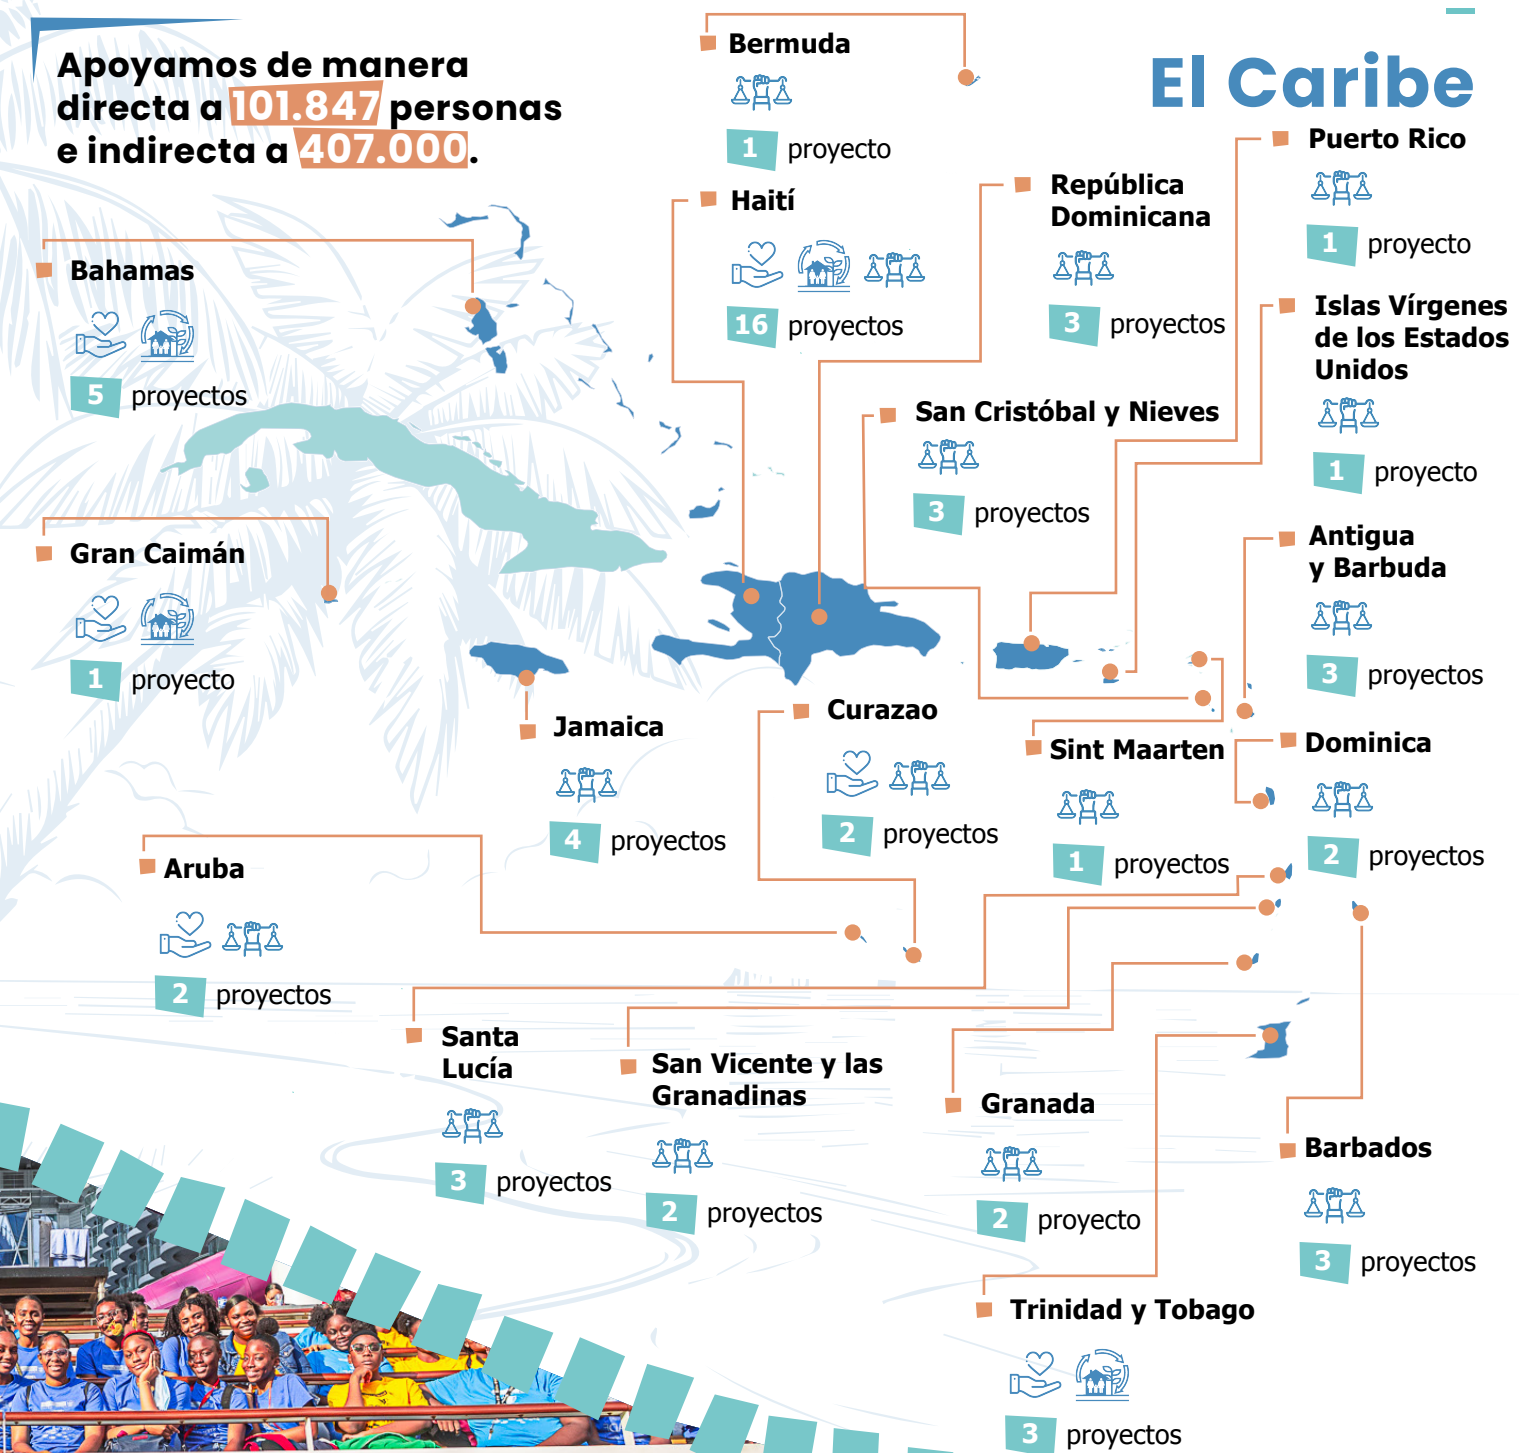 Apoyamos de manera
directa a 101.847 personas
e indirecta a 407.000.
El Caribe
Bermuda
1 proyecto
Puerto Rico
1 proyecto
Haití
16 proyectos
República
Dominicana
3 proyectos
Bahamas
5 proyectos
Islas Vírgenes
de los Estados
Unidos
1 proyecto
San Cristóbal y Nieves
3 proyectos
Gran Caimán
1 proyecto
Antigua
y Barbuda
3 proyectos
Jamaica
4 proyectos
Curazao
2 proyectos
Sint Maarten
1 proyectos
Dominica
2 proyectos
Aruba
2 proyectos
Santa
Lucía
3 proyectos
San Vicente y las
Granadinas
2 proyectos
Granada
2 proyecto
Barbados
3 proyectos
Trinidad y Tobago
3 proyectos